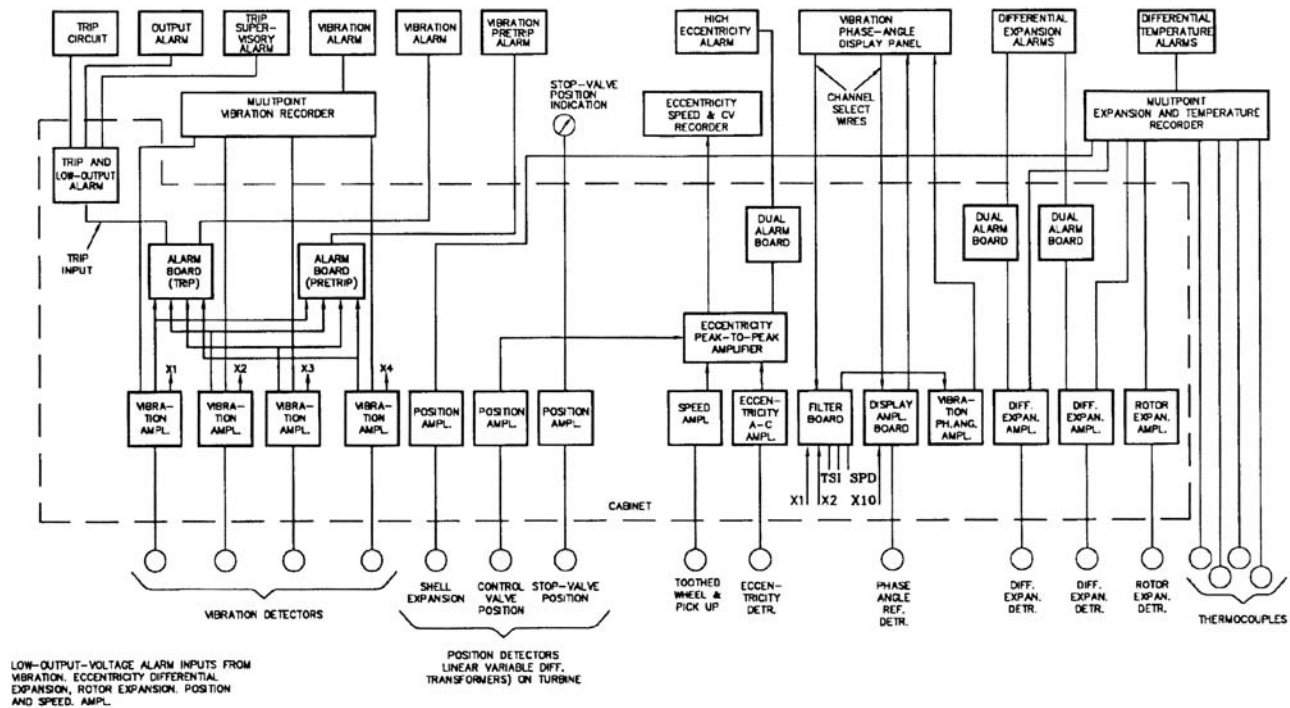 TRIP
CIRCUIT
OUTPUT
ALARM
TRIP
SUPER-
VISORY
ALARM
VIBRATION
ALARM
VIBRATION
ALARM
VIBRATION
PRETRIP
ALARM
HIGH
ECCENTRICITY
ALARM
VIBRATION
PHASE-ANGLE
DISPLAY PANEL
DIFFERENTIAL
EXPANSION
ALARMS
DIFFERENTIAL
TEMPERATURE
ALARMS
STOP-VALVE
POSITION
INDICATION
MULITPOINT
VIBRATION RECORDER
ECCENTRICITY
SPEED & CV
RECORDER
CHANNEL
SELECT
WIRES
MULITPOINT
EXPANSION AND TEMPERATURE
RECORDER
TRIP AND
LOW-OUTPUT
ALARM
TRIP
INPUT
ALARM
BOARD
(TRIP)
ALARM
BOARD
(PRETRIP)
DUAL
ALARM
BOARD
DUAL
ALARM
BOARD
DUAL
ALARM
BOARD
ECCENTRICITY
PEAK-TO-PEAK
AMPLIFIER
X1
X2
X3
X4
VIBRA-
TION
AMPL.
VIBRA-
TION
AMPL.
VIBRA-
TION
AMPL.
VIBRA-
TION
AMPL.
POSITION
AMPL.
POSITION
AMPL.
POSITION
AMPL.
SPEED
AMPL
ECCEN-
TRICITY
A-C
AMPL.
FILTER
BOARD
DISPLAY
AMPL.
BOARD
VIBRA-
TION
PH.ANG.
AMPL.
DIFF.
EXPAN.
AMPL.
DIFF.
EXPAN.
AMPL.
ROTOR
EXPAN.
AMPL.
TSI SPD
X1 X2 X10
CABINET
VIBRATION DETECTORS
SHELL
EXPANSION
CONTROL
VALVE
POSITION
STOP-VALVE
POSITION
TOOTHED
WHEEL &
PICK UP
ECCEN-
TRICITY
DETR.
PHASE
ANGLE
REF.
DETR.
DIFF.
EXPAN.
DETR.
DIFF.
EXPAN.
DETR.
ROTOR
EXPAN.
DETR.
THERMOCOUPLES
POSITION DETECTORS
LINEAR VARIABLE DIFF.
TRANSFORMERS) ON TURBINE
LOW-OUTPUT-VOLTAGE ALARM INPUTS FROM
VIBRATION. ECCENTRICITY DIFFERENTIAL
EXPANSION, ROTOR EXPANSION. POSITION
AND SPEED. AMPL.